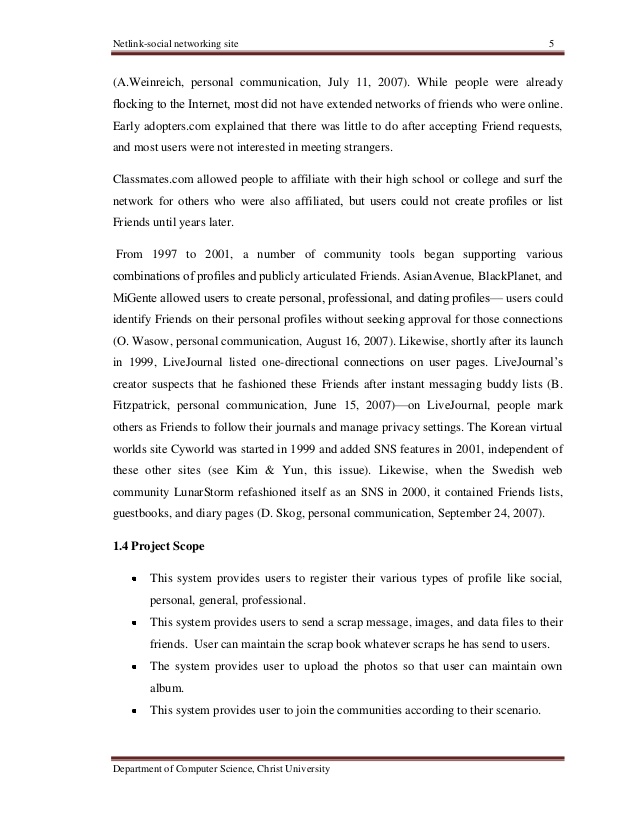 Netlink-social networking site 5
(A.Weinreich, personal communication, July 11, 2007). While people were already
flocking to the Internet, most did not have extended networks of friends who were online.
Early adopters.com explained that there was little to do after accepting Friend requests,
and most users were not interested in meeting strangers.
Classmates.com allowed people to affiliate with their high school or college and surf the
network for others who were also affiliated, but users could not create profiles or list
Friends until years later.
From 1997 to 2001, a number of community tools began supporting various
combinations of profiles and publicly articulated Friends. AsianAvenue, BlackPlanet, and
MiGente allowed users to create personal, professional, and dating profiles— users could
identify Friends on their personal profiles without seeking approval for those connections
(O. Wasow, personal communication, August 16, 2007). Likewise, shortly after its launch
in 1999, LiveJournal listed one-directional connections on user pages. LiveJournal’s
creator suspects that he fashioned these Friends after instant messaging buddy lists (B.
Fitzpatrick, personal communication, June 15, 2007)—on LiveJournal, people mark
others as Friends to follow their journals and manage privacy settings. The Korean virtual
worlds site Cyworld was started in 1999 and added SNS features in 2001, independent of
these other sites (see Kim & Yun, this issue). Likewise, when the Swedish web
community LunarStorm refashioned itself as an SNS in 2000, it contained Friends lists,
guestbooks, and diary pages (D. Skog, personal communication, September 24, 2007).
1.4 Project Scope
▪ This system provides users to register their various types of profile like social,
personal, general, professional.
▪ This system provides users to send a scrap message, images, and data files to their
friends. User can maintain the scrap book whatever scraps he has send to users.
▪ The system provides user to upload the photos so that user can maintain own
album.
▪ This system provides user to join the communities according to their scenario.
Department of Computer Science, Christ University